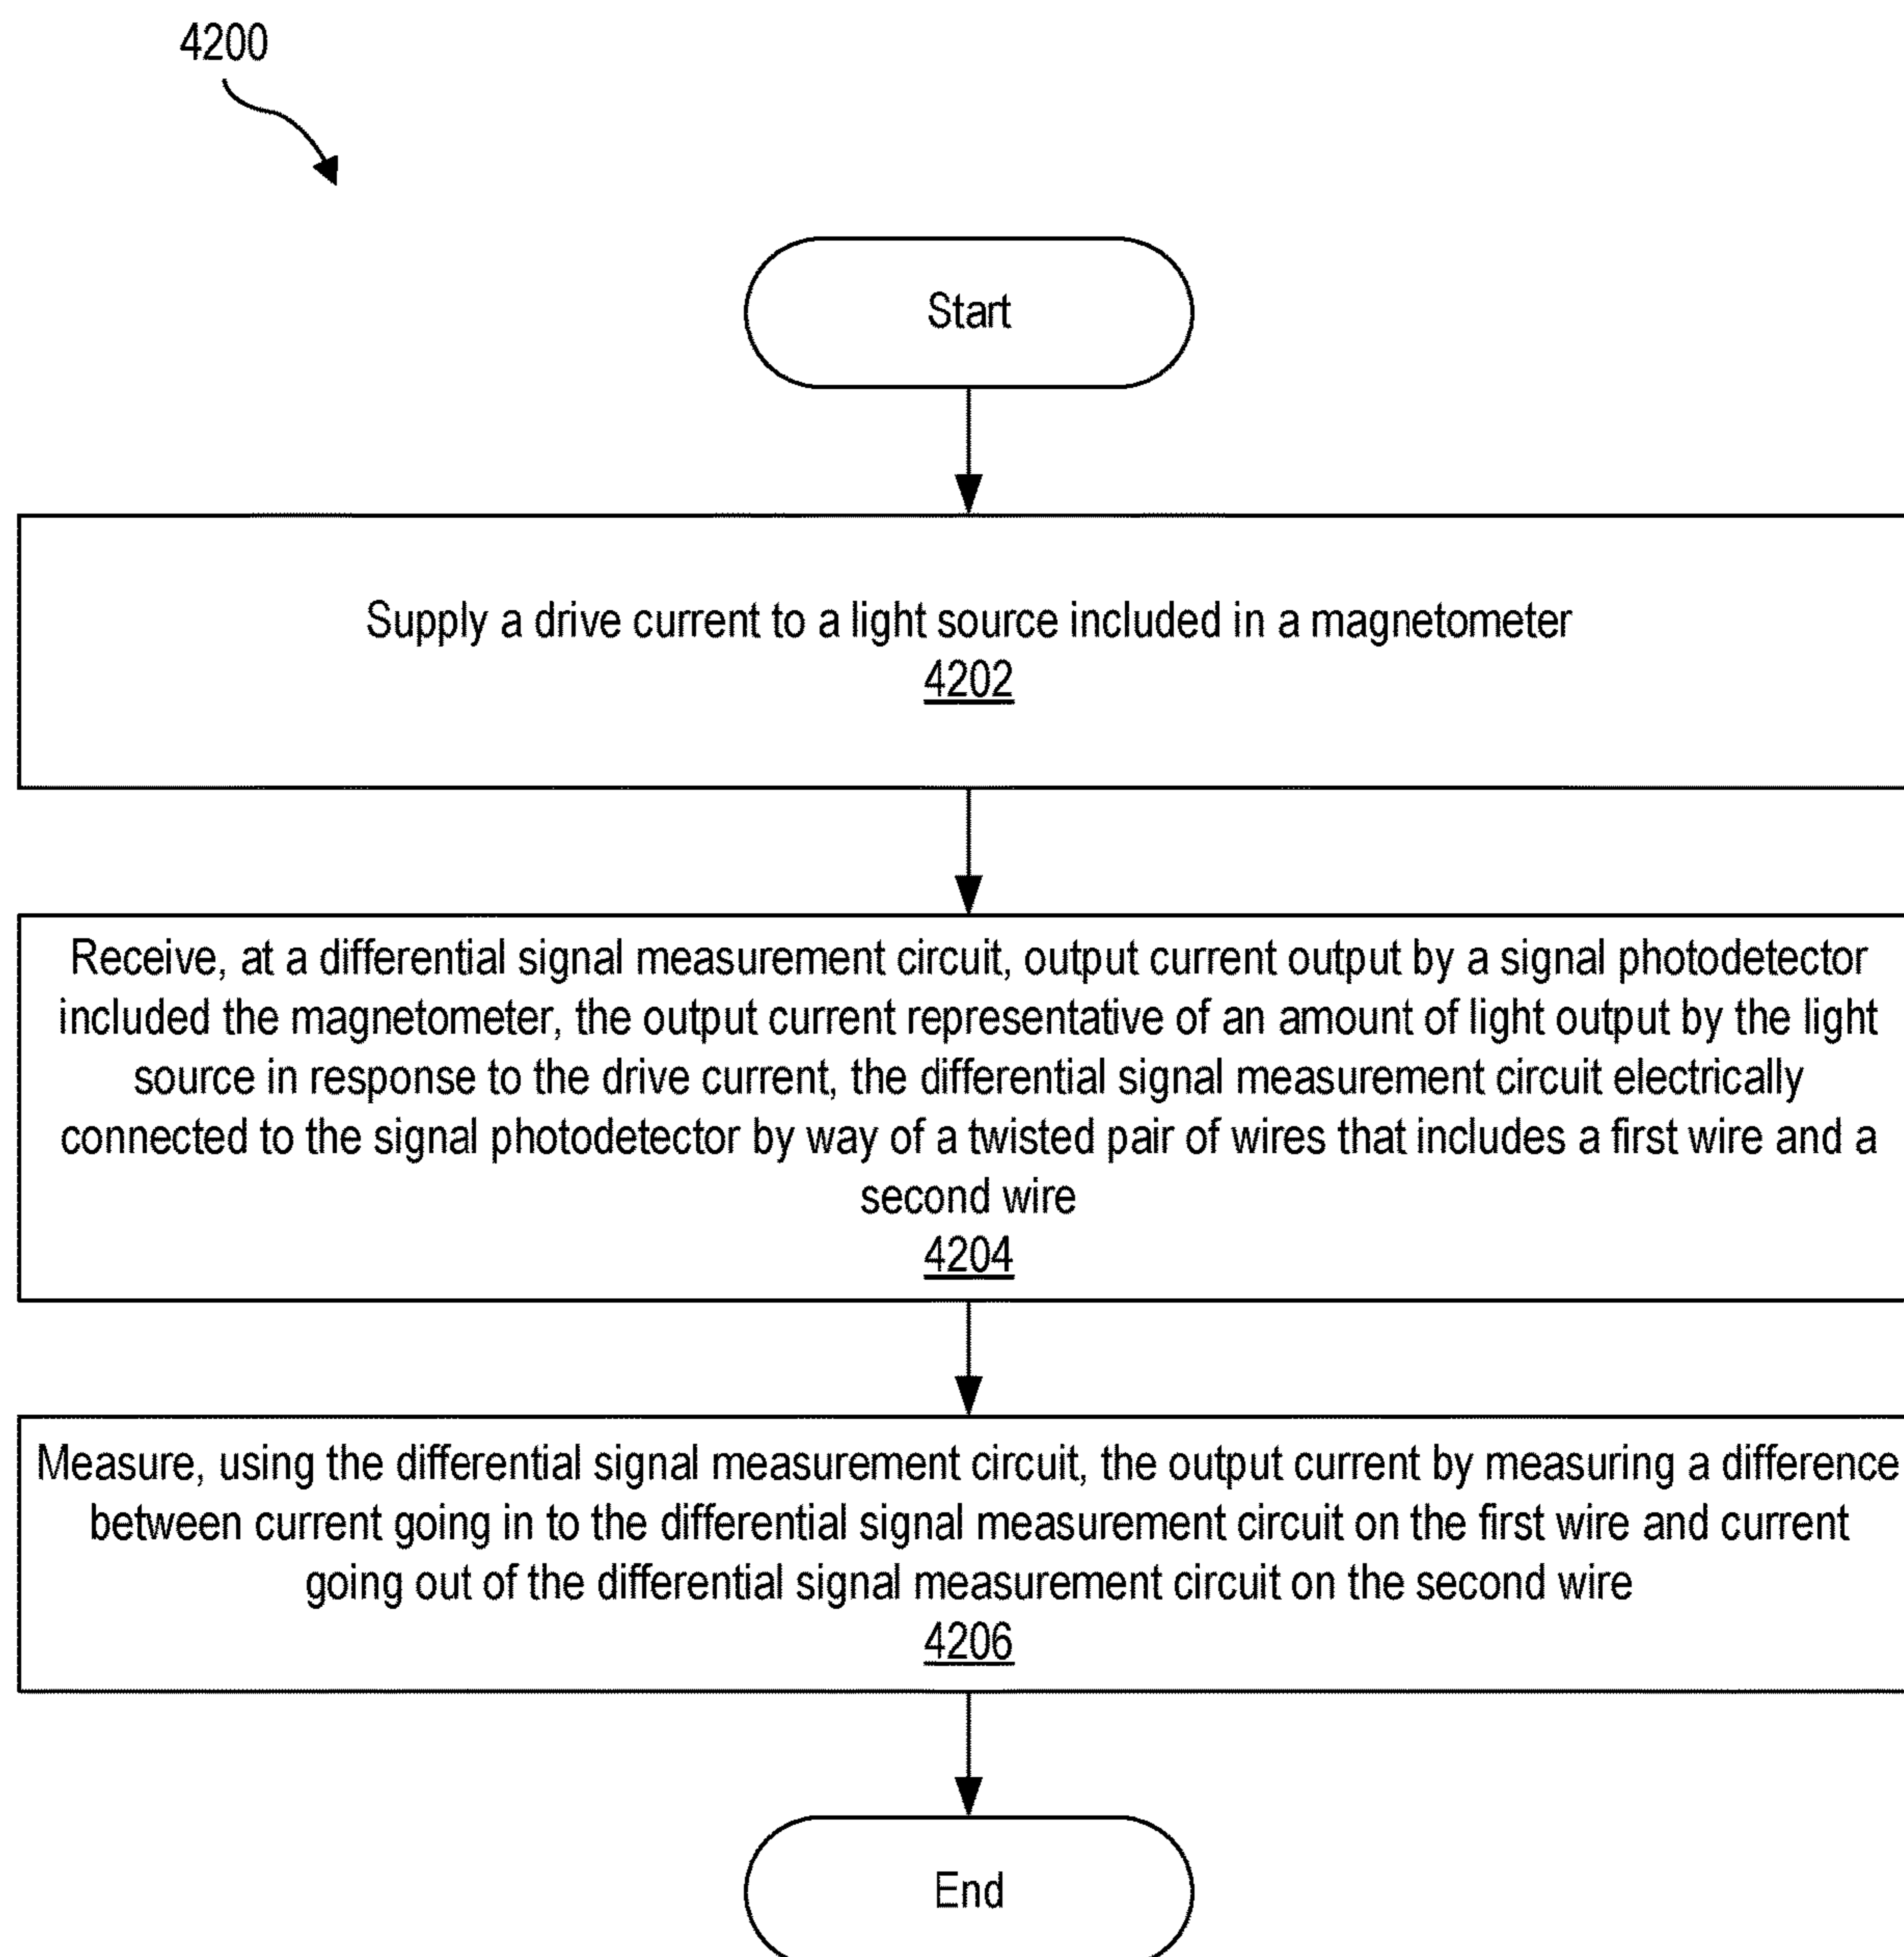 4200
Start
Supply a drive current to a light source included in a magnetometer
4202
Receive, at a differential signal measurement circuit, output current output by a signal photodetector
included the magnetometer, the output current representative of an amount of light output by the light
source in response to the drive current, the differential signal measurement circuit electrically
connected to the signal photodetector by way of a twisted pair of wires that includes a first wire and a
second wire
4204
Measure, using the differential signal measurement circuit, the output current by measuring a difference
between current going in to the differential signal measurement circuit on the first wire and current
going out of the differential signal measurement circuit on the second wire
4206
End